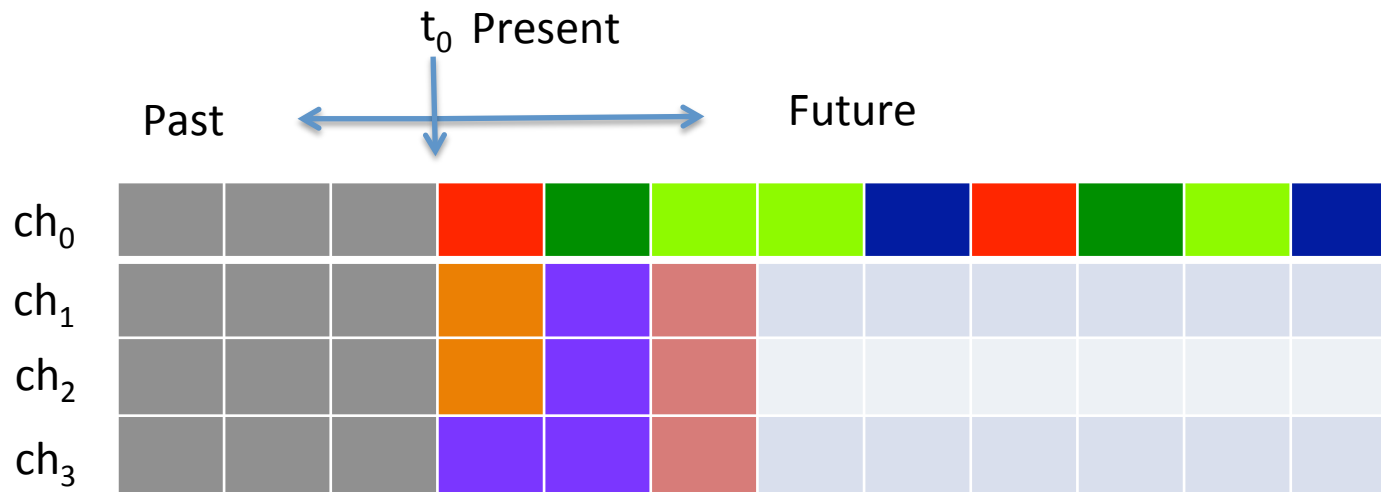 t₀ Present
Past
Future
ch₀
ch₁
ch₂
ch₃